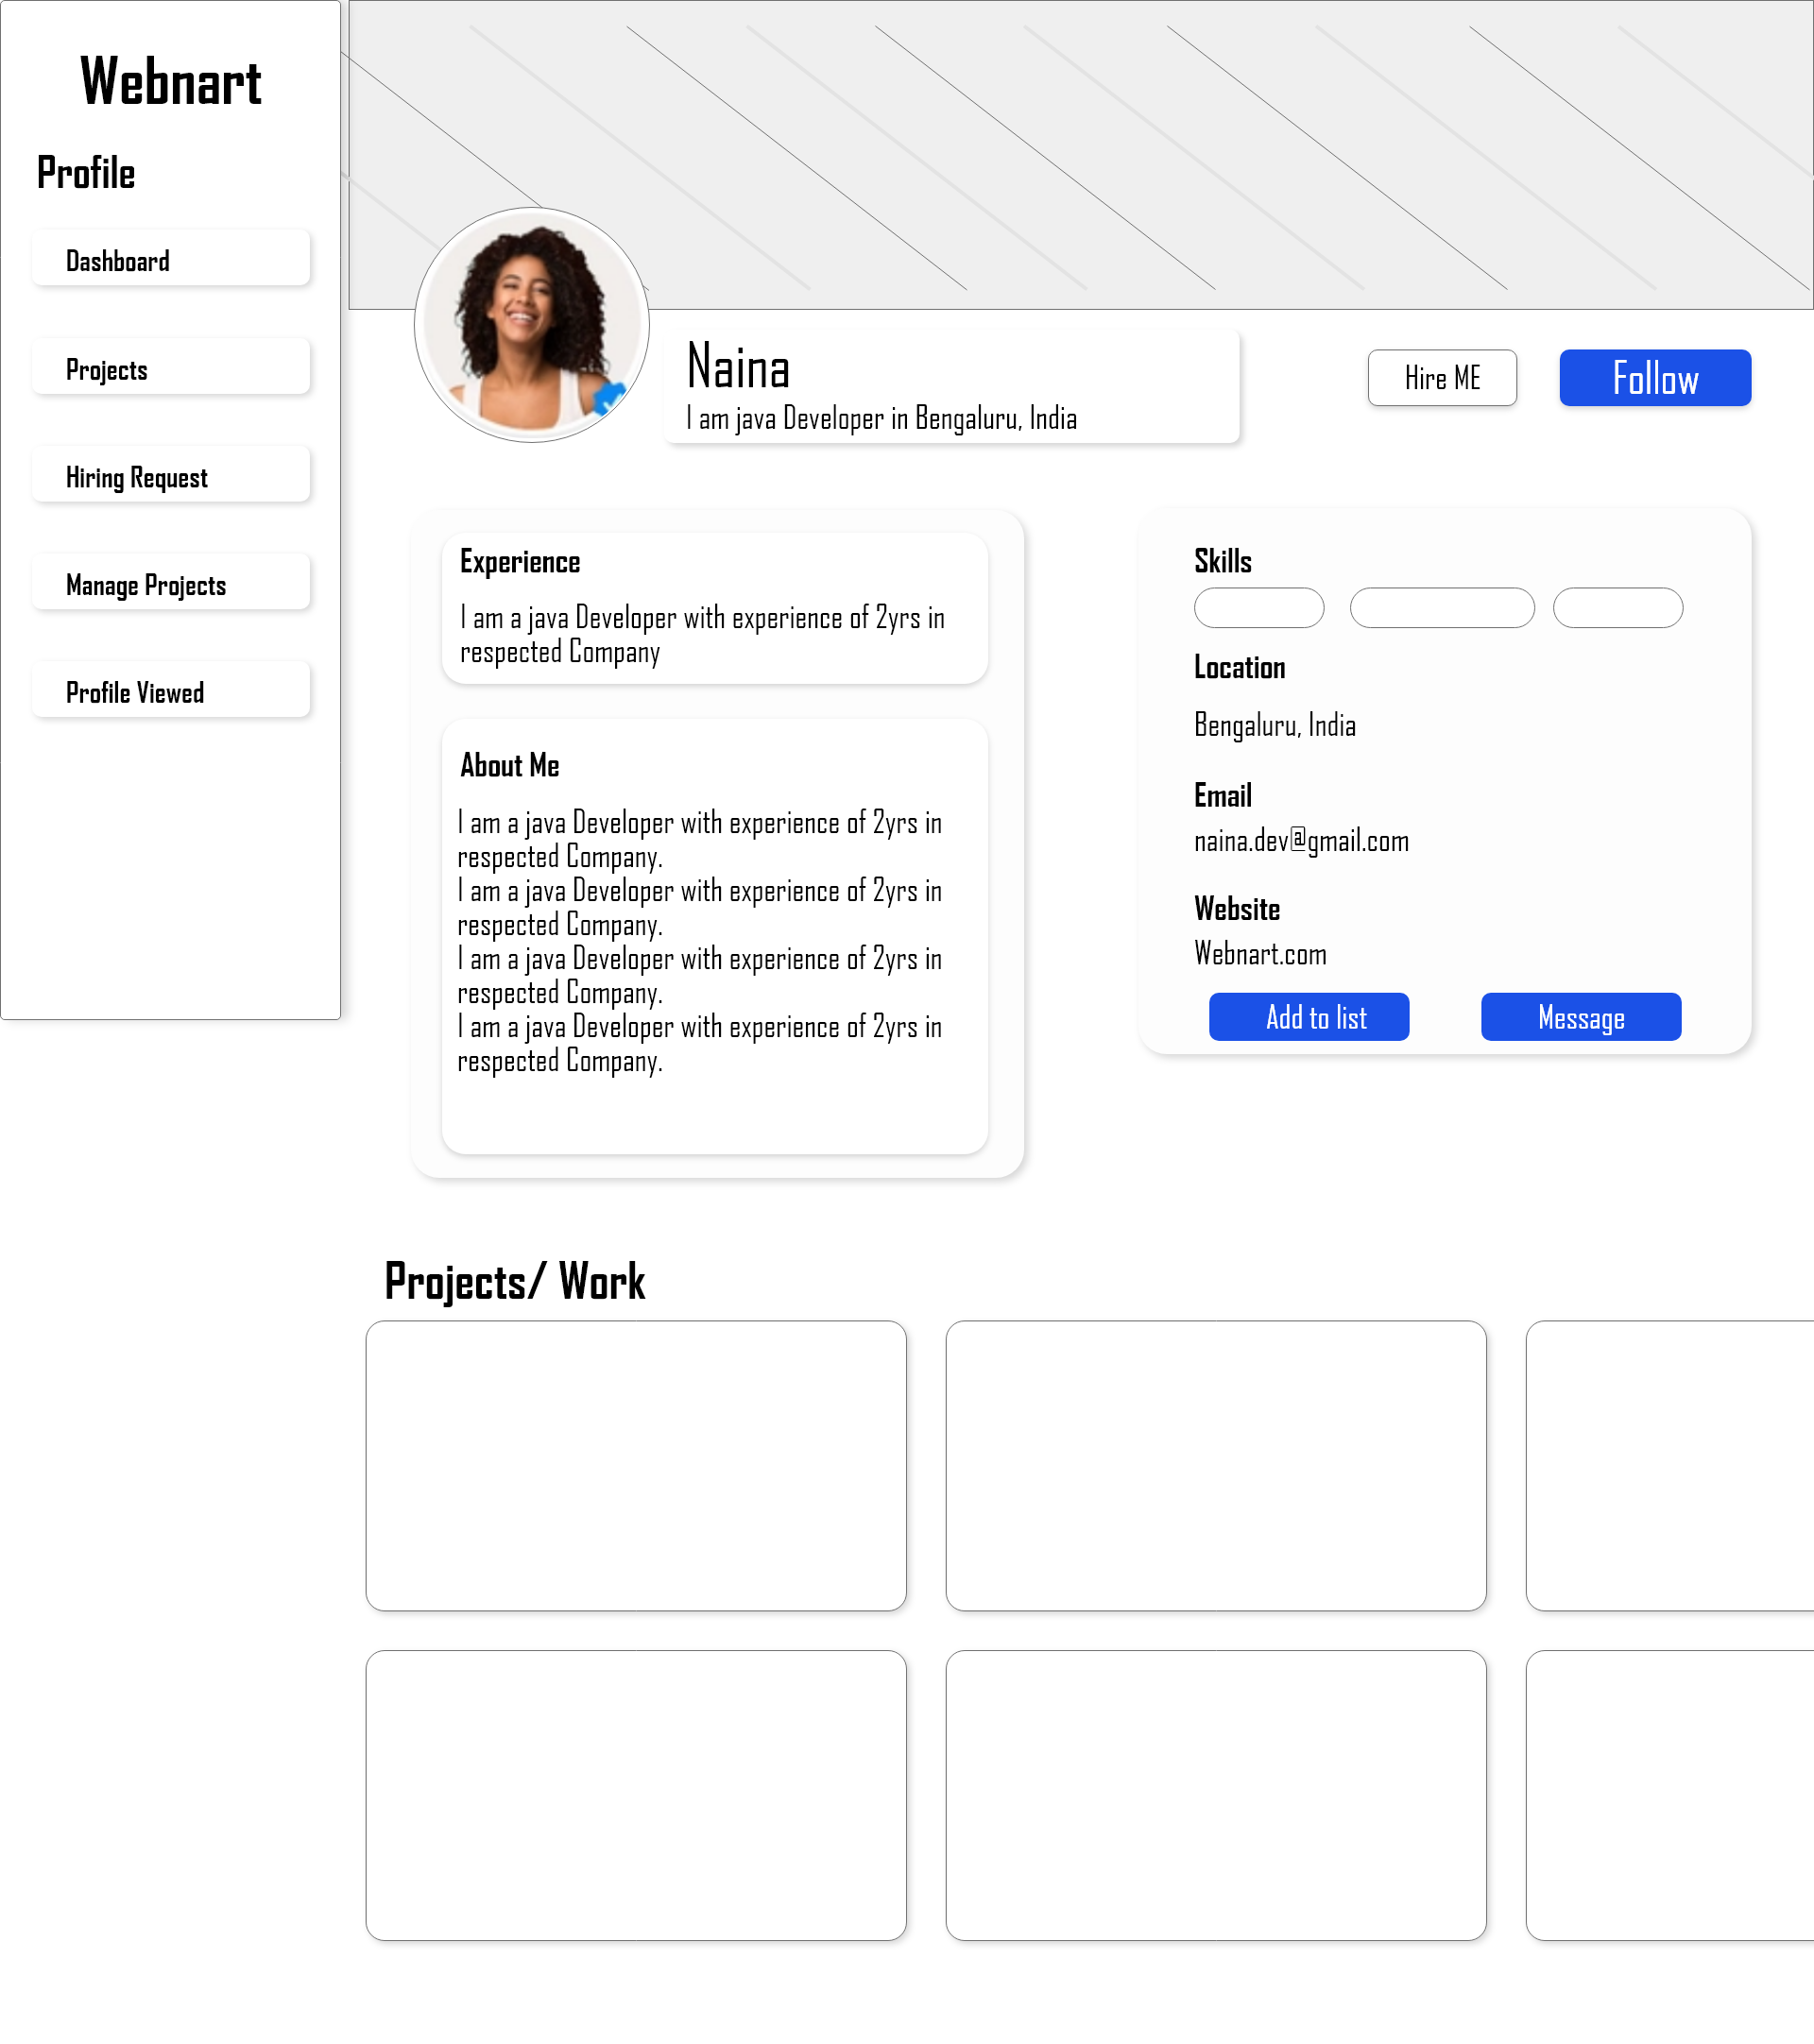 Webnart
Profile
Dashboard
Projects
Hiring Request
Manage Projects
Profile Viewed
Naina
I am java Developer in Bengaluru, India
Hire ME
Follow
Experience
I am a java Developer with experience of 2yrs in
respected Company
About Me
I am a java Developer with experience of 2yrs in
respected Company.
I am a java Developer with experience of 2yrs in
respected Company.
I am a java Developer with experience of 2yrs in
respected Company.
I am a java Developer with experience of 2yrs in
respected Company.
Skills
Location
Bengaluru, India
Email
naina.dev@gmail.com
Website
Webnart.com
Add to list
Message
Projects/ Work